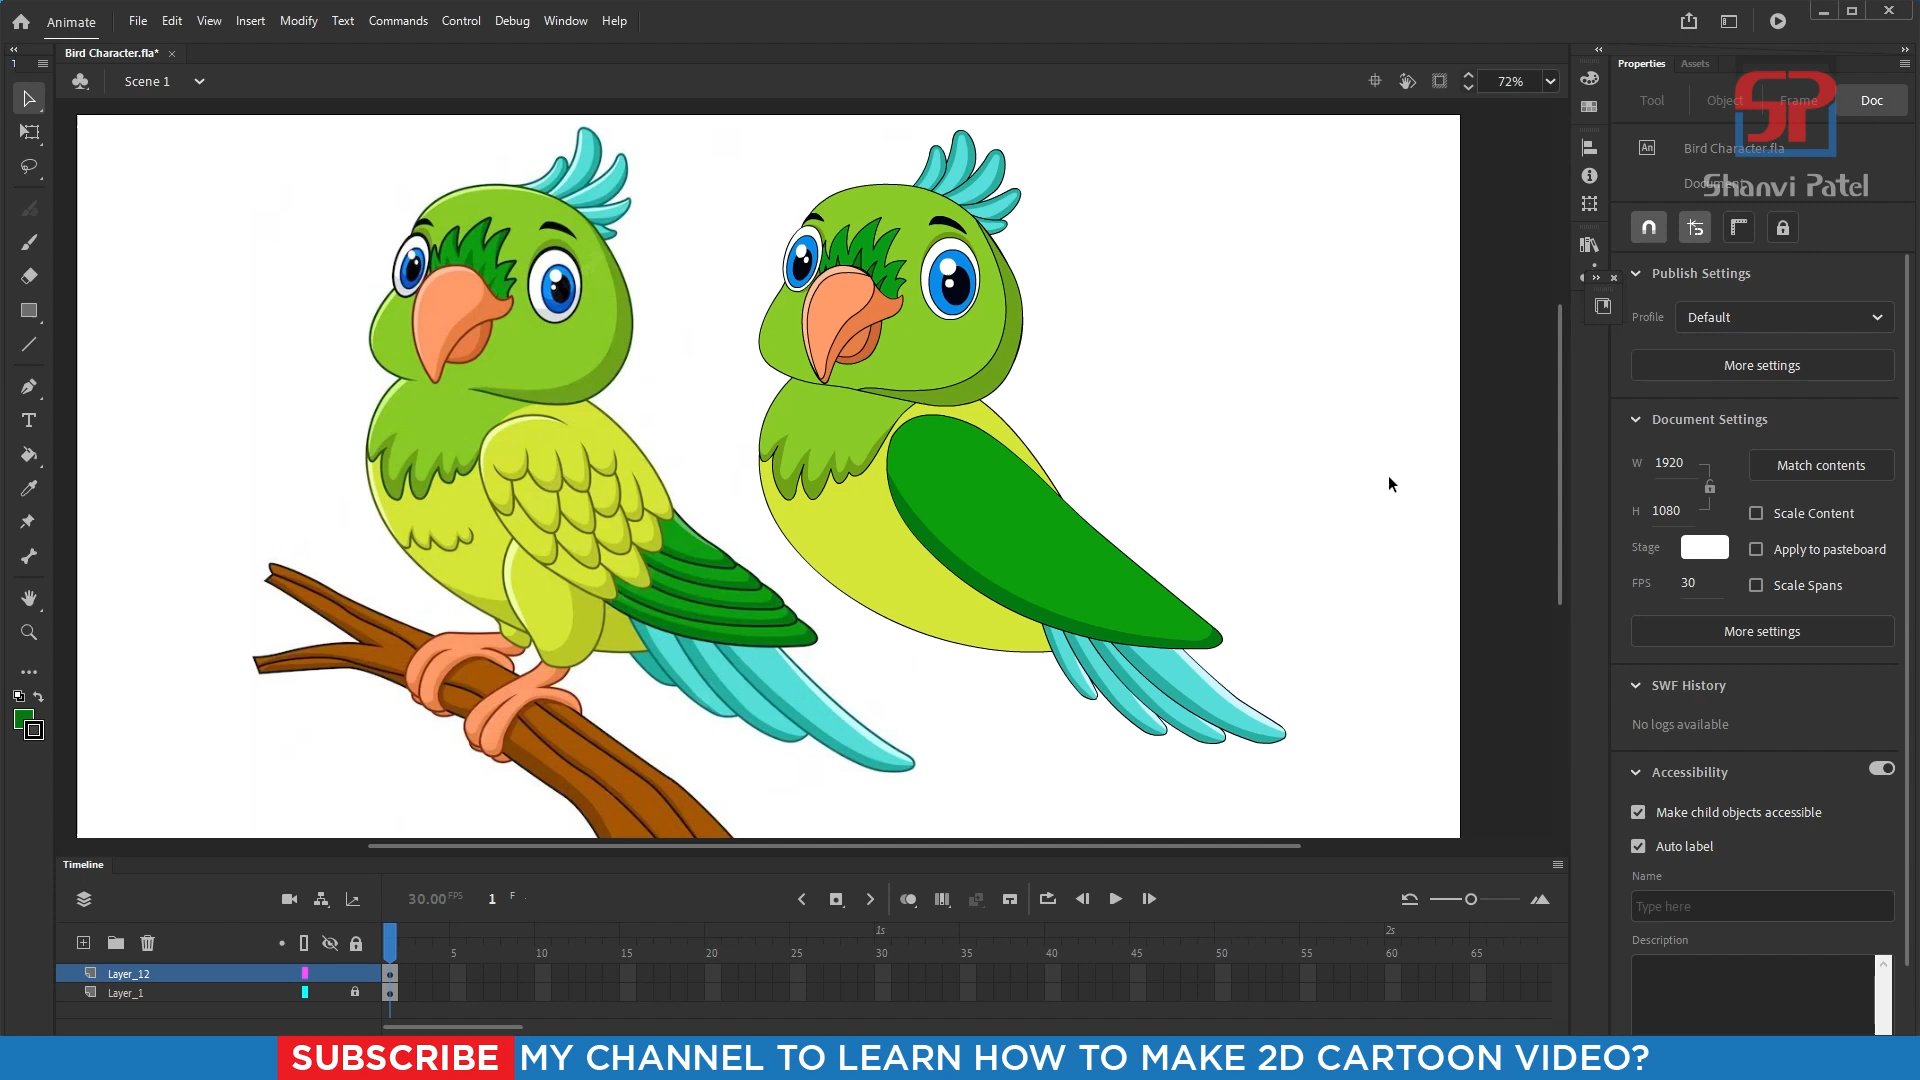 Animate File Edit View Insert Modify Text Commands Control Debug Window Help
Bird Character.fla*
Properties Assets
Scene 1
72%
Tool Object Frame Doc
SP
An Bird Character.fla
Document
Shanvi Patel
Publish Settings
Profile Default
More settings
Document Settings
W 1920 Match contents
H 1080 Scale Content
Stage Apply to pasteboard
FPS 30 Scale Spans
More settings
SWF History
No logs available
Accessibility
Make child objects accessible
Auto label
Name
Type here
Description
Timeline
30.00 FPS 1 F
1s 2s
5 10 15 20 25 30 35 40 45 50 55 60 65
Layer_12
Layer_1
SUBSCRIBE MY CHANNEL TO LEARN HOW TO MAKE 2D CARTOON VIDEO?